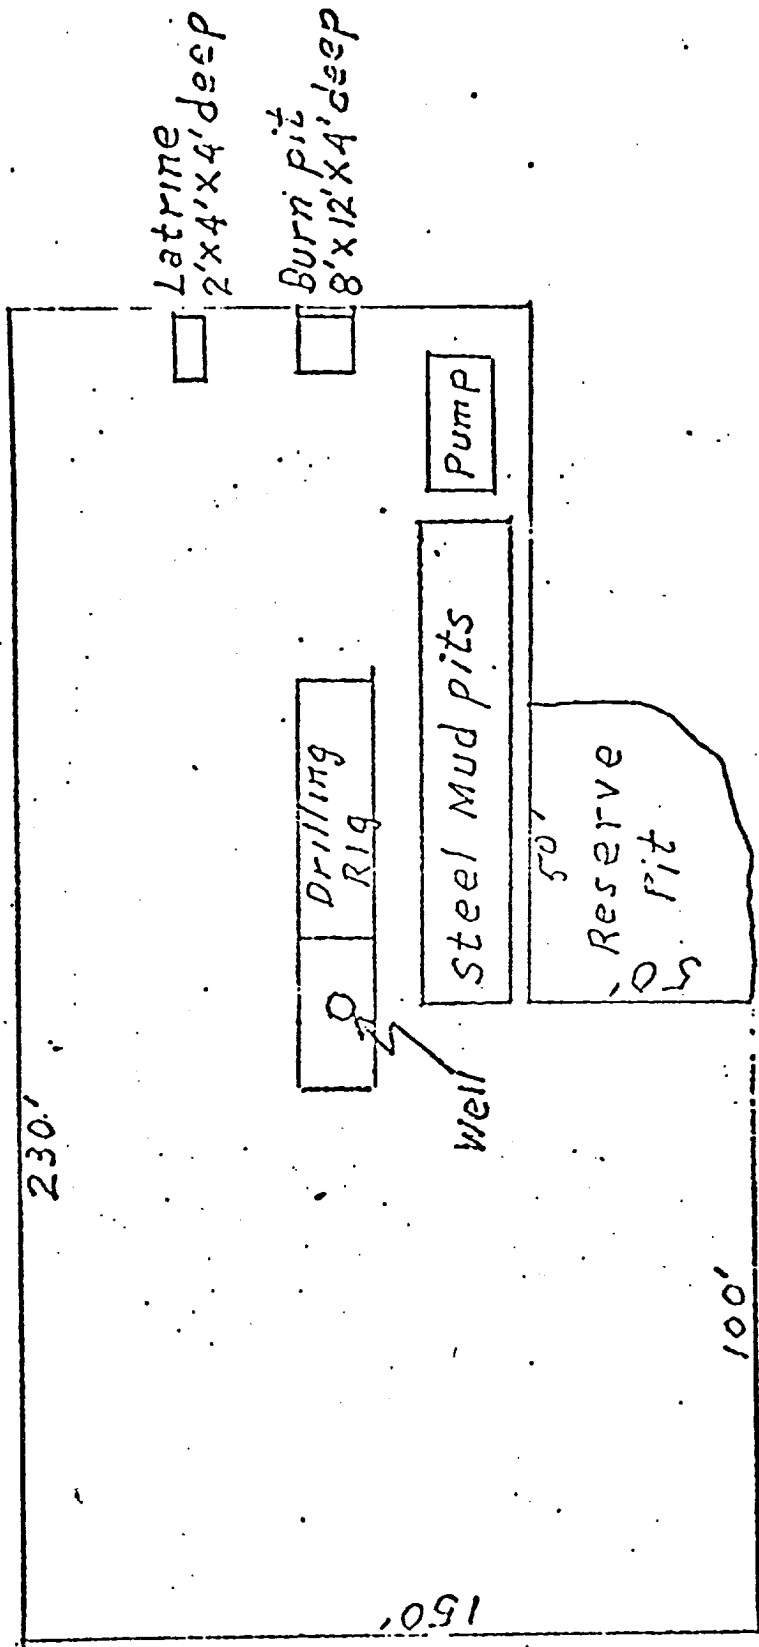 230'
Latrine
2'x4'x4' deep
Burn pit
8'x12'x4' deep
Drilling
Rig
Pump
Steel Mud pits
Well
50'
Reserve
Pit
50'
150'
100'